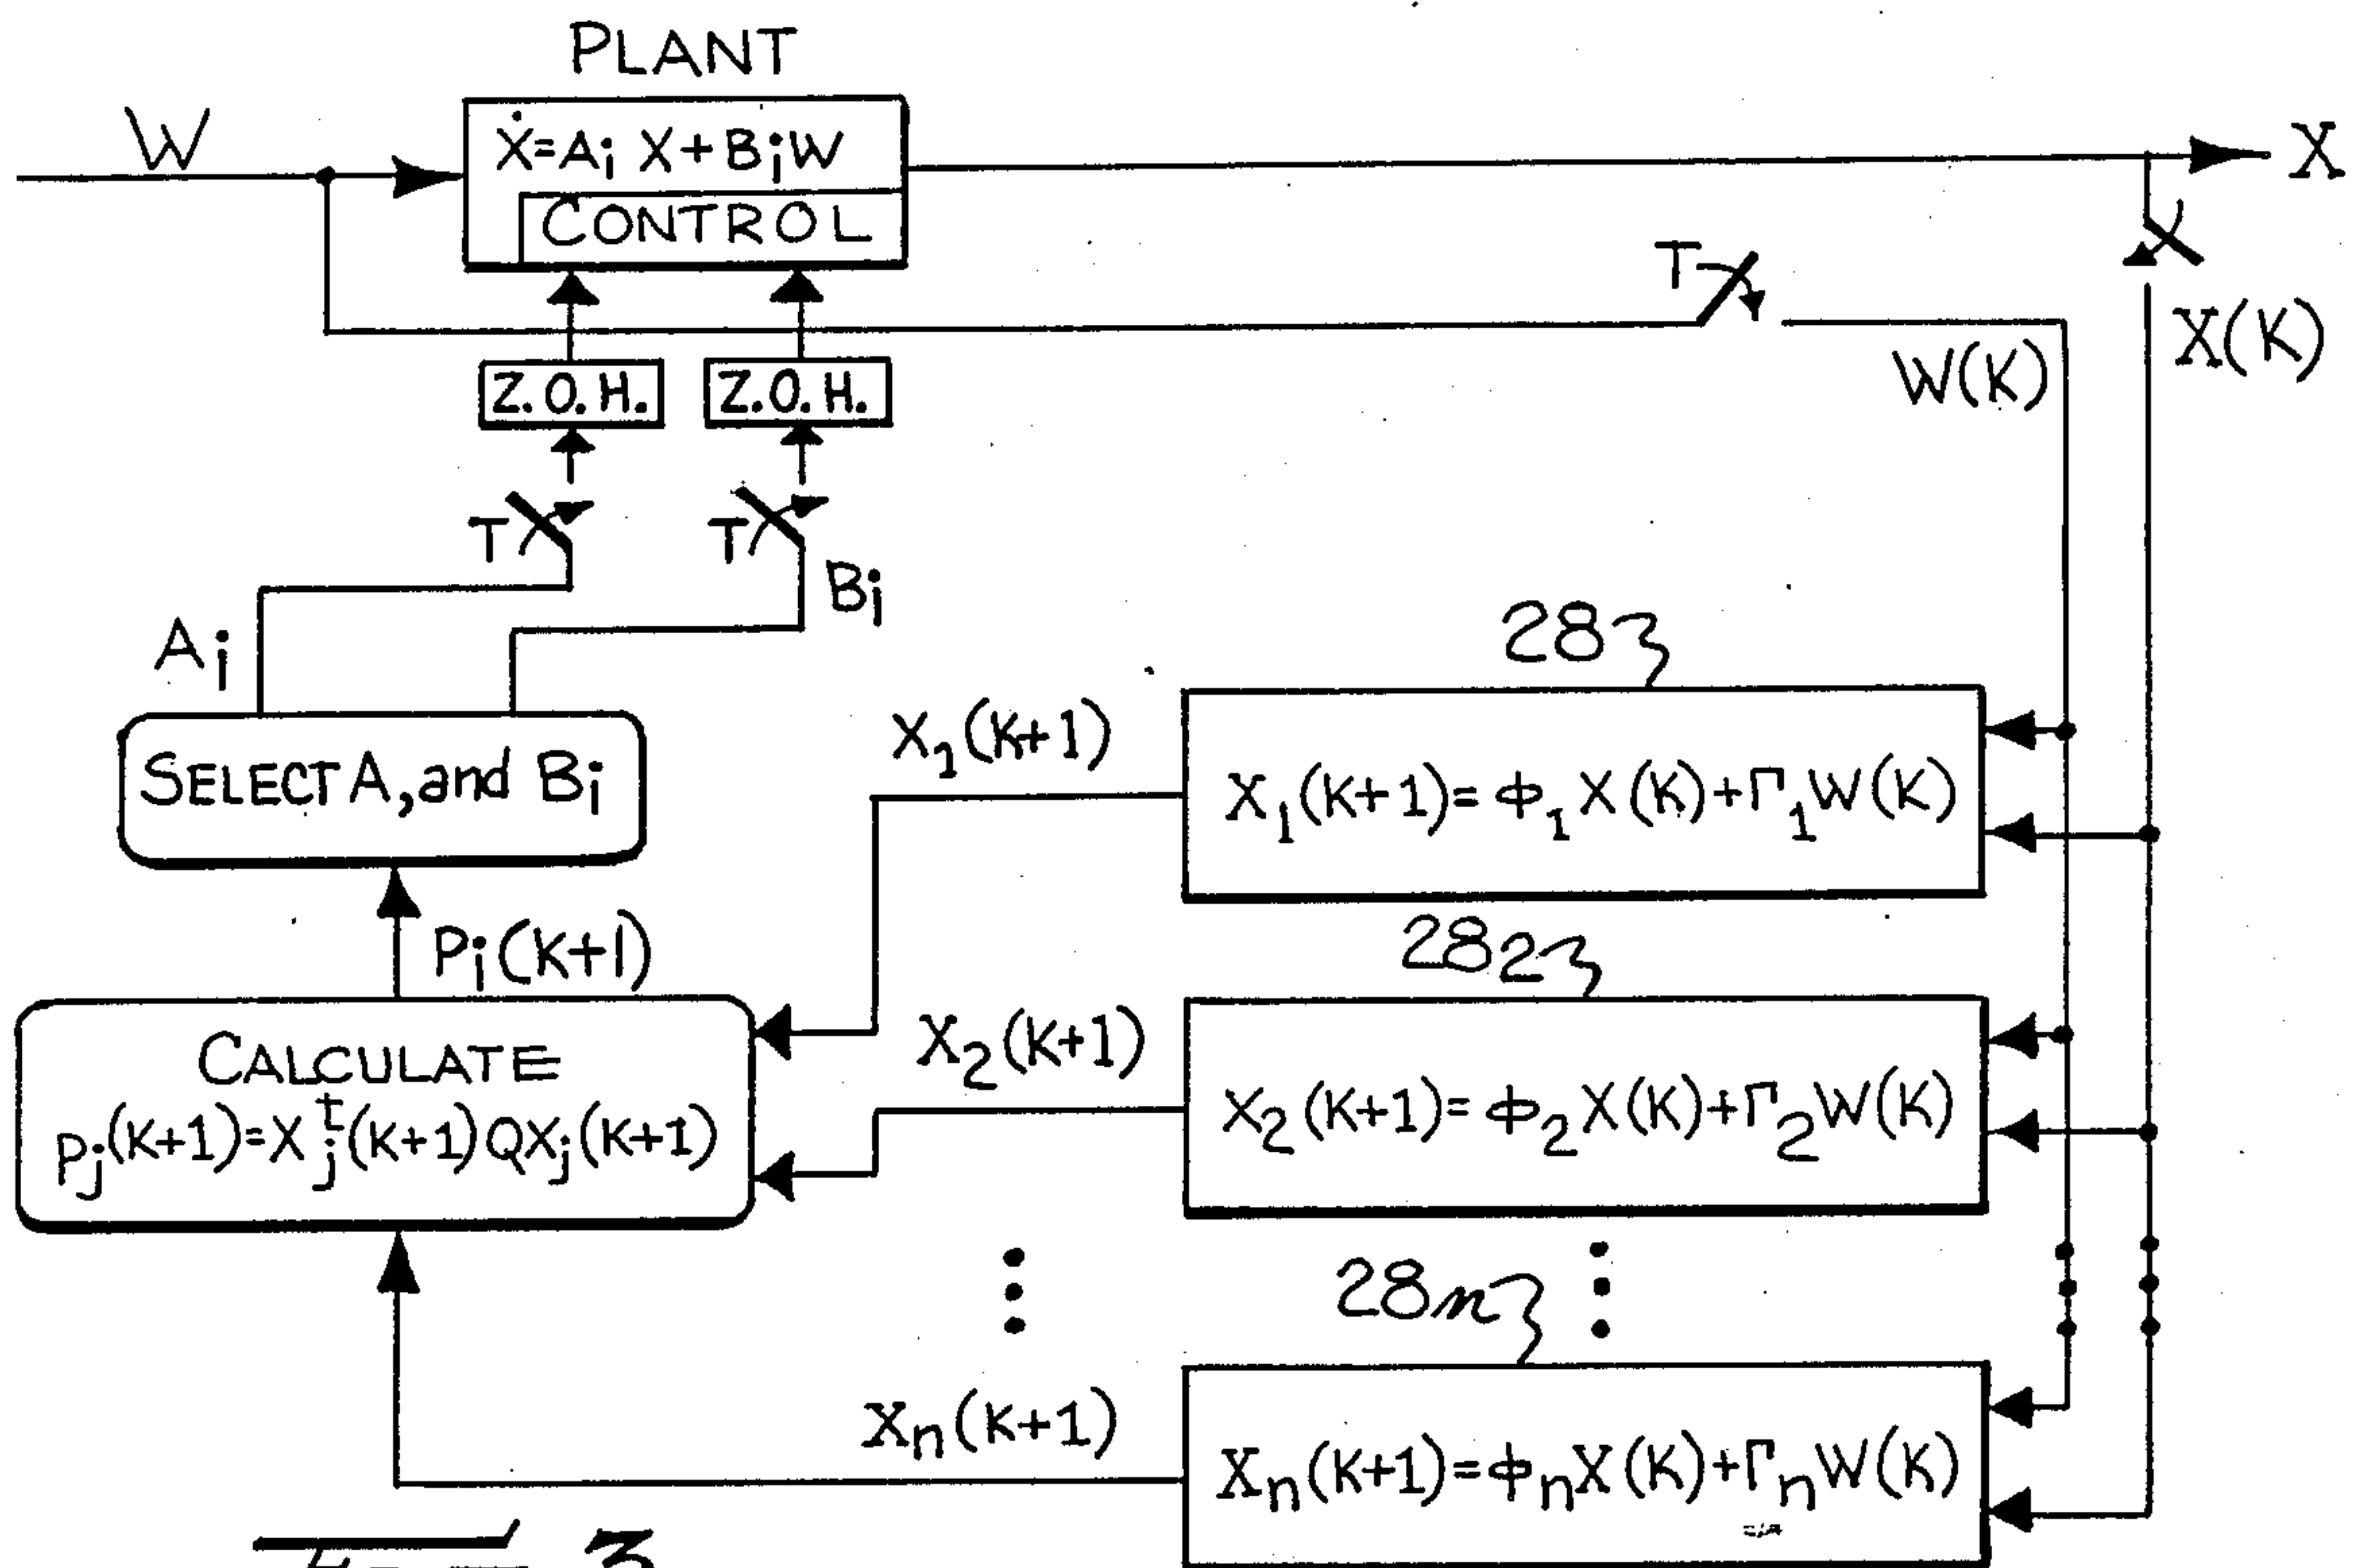 PLANT
W
Ẋ=Ai X+BiW
CONTROL
X
T
X(K)
W(K)
Z.O.H.
Z.O.H.
T
T
Bi
Ai
28
X1(K+1)
SELECT A, and Bi
X1(K+1)=ϕ1X(K)+Γ1W(K)
Pi(K+1)
282
X2(K+1)
CALCULATE
Pj(K+1)=X j^t(K+1)QXj(K+1)
X2(K+1)=ϕ2X(K)+Γ2W(K)
28n
Xn(K+1)
Xn(K+1)=ϕnX(K)+ΓnW(K)
3